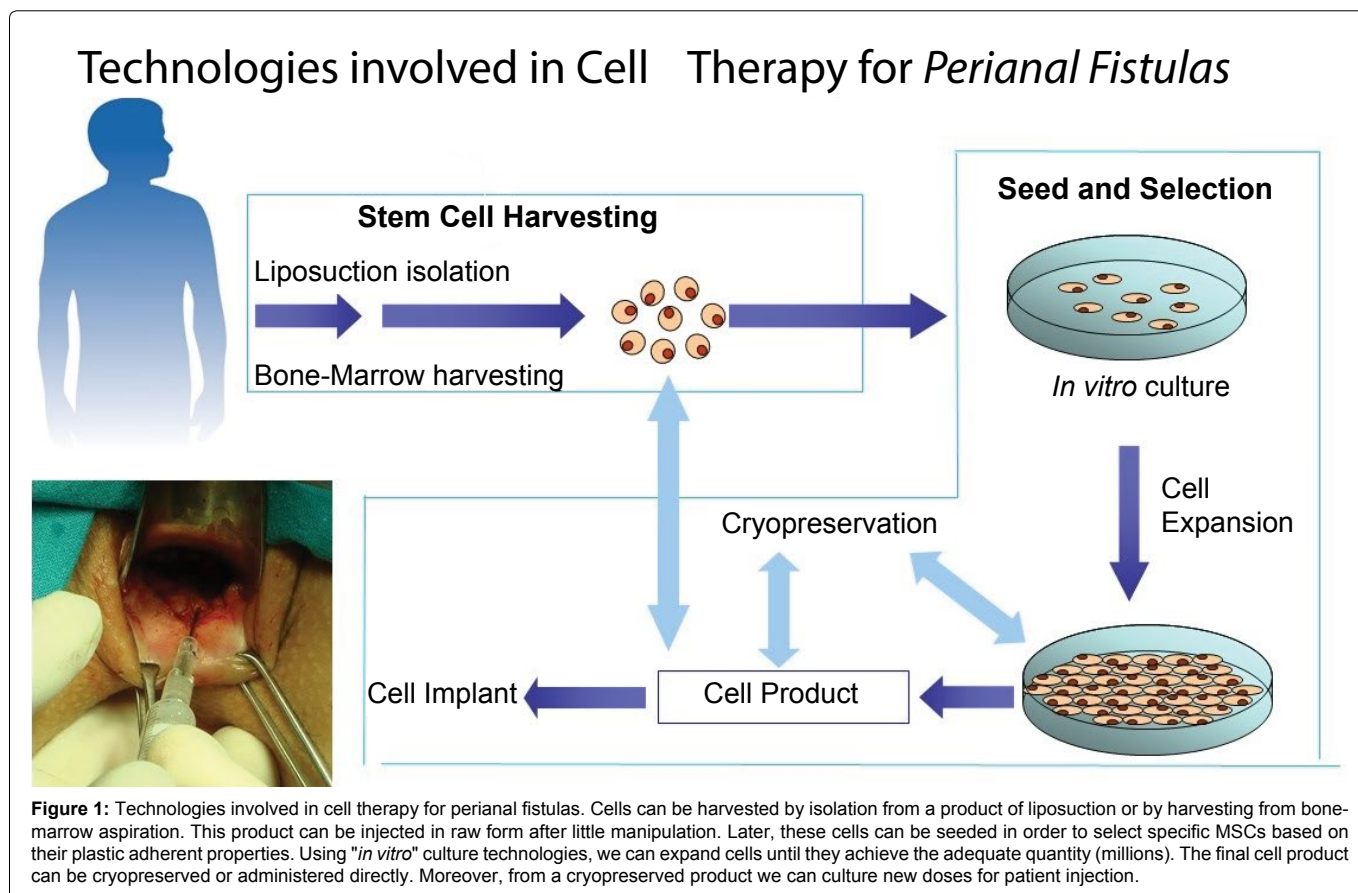 Technologies involved in Cell Therapy for Perianal Fistulas
Stem Cell Harvesting
Liposuction isolation
Bone-Marrow harvesting
Seed and Selection
In vitro culture
Cell
Expansion
Cryopreservation
Cell Implant
Cell Product
Figure 1: Technologies involved in cell therapy for perianal fistulas. Cells can be harvested by isolation from a product of liposuction or by harvesting from bone-
marrow aspiration. This product can be injected in raw form after little manipulation. Later, these cells can be seeded in order to select specific MSCs based on
their plastic adherent properties. Using "in vitro" culture technologies, we can expand cells until they achieve the adequate quantity (millions). The final cell product
can be cryopreserved or administered directly. Moreover, from a cryopreserved product we can culture new doses for patient injection.